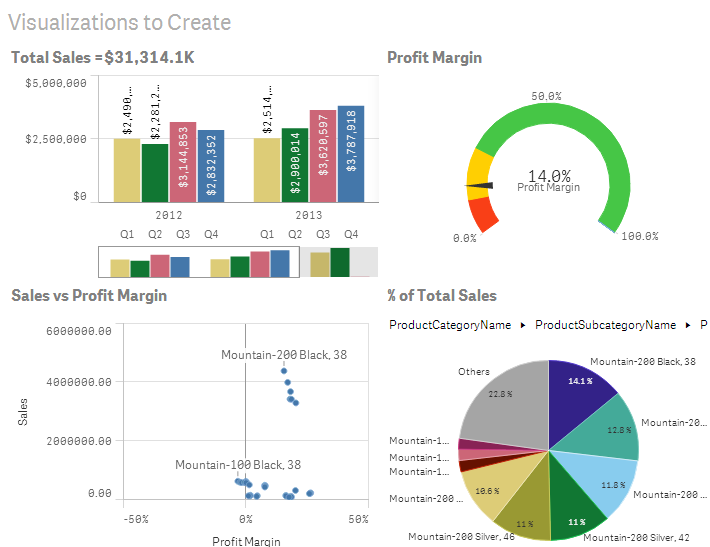 Visualizations to Create
Total Sales =$31,314.1K
$5,000,000
$2,500,000
$0
$2,490,...
$2,281,2...
$3,144,853
$2,832,352
$2,514,...
$2,900,014
$3,620,597
$3,787,918
2012
2013
Q1 Q2 Q3 Q4 Q1 Q2 Q3 Q4
Profit Margin
50.0%
14.0%
Profit Margin
0.0%
100.0%
Sales vs Profit Margin
6000000.00
4000000.00
2000000.00
0.00
Sales
Mountain-200 Black, 38
Mountain-100 Black, 38
-50%
0%
50%
Profit Margin
% of Total Sales
ProductCategoryName ▸ ProductSubcategoryName ▸ P
Mountain-200 Black, 38
Others
14.1 %
22.8 %
12.8 %
Mountain-20...
Mountain-1...
Mountain-1...
Mountain-1...
11.8 %
Mountain-200 ...
10.6 %
Mountain-200 ...
11 %
11 %
Mountain-200 Silver, 46
Mountain-200 Silver, 42